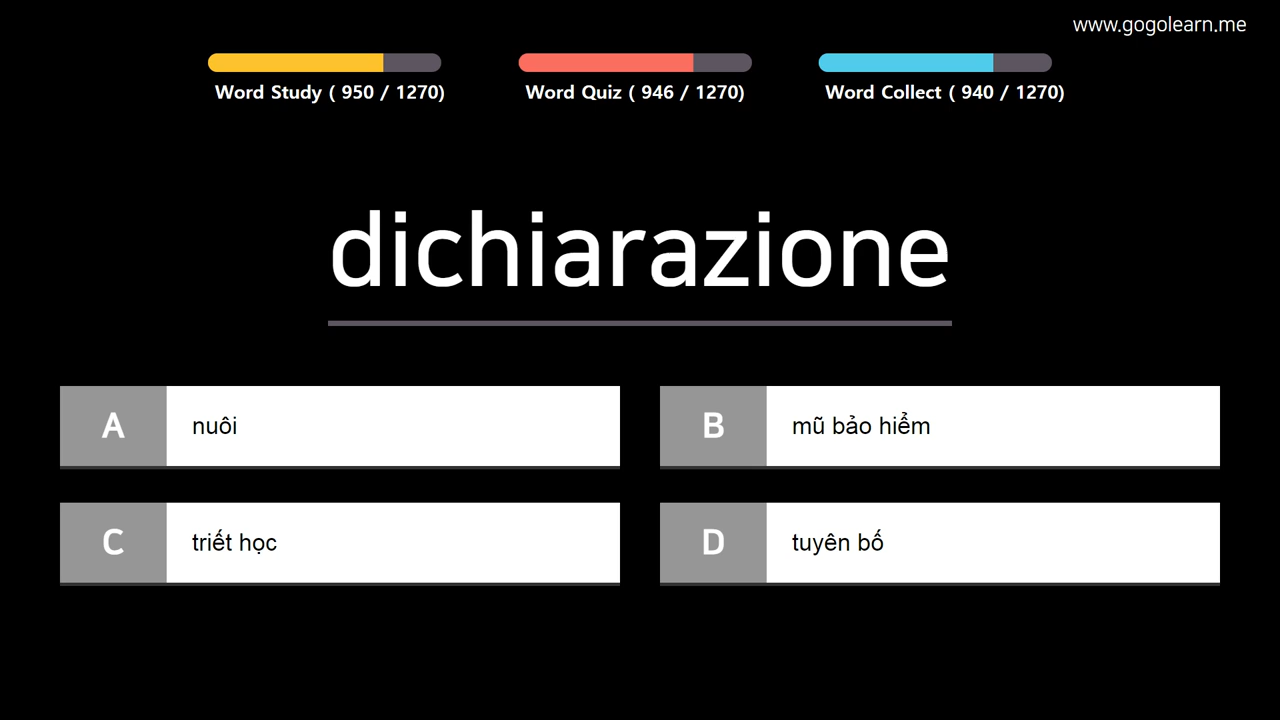 www.gogolearn.me
Word Study ( 950 / 1270)
Word Quiz ( 946 / 1270)
Word Collect ( 940 / 1270)
dichiarazione
A nuôi
B mũ bảo hiểm
C triết học
D tuyên bố